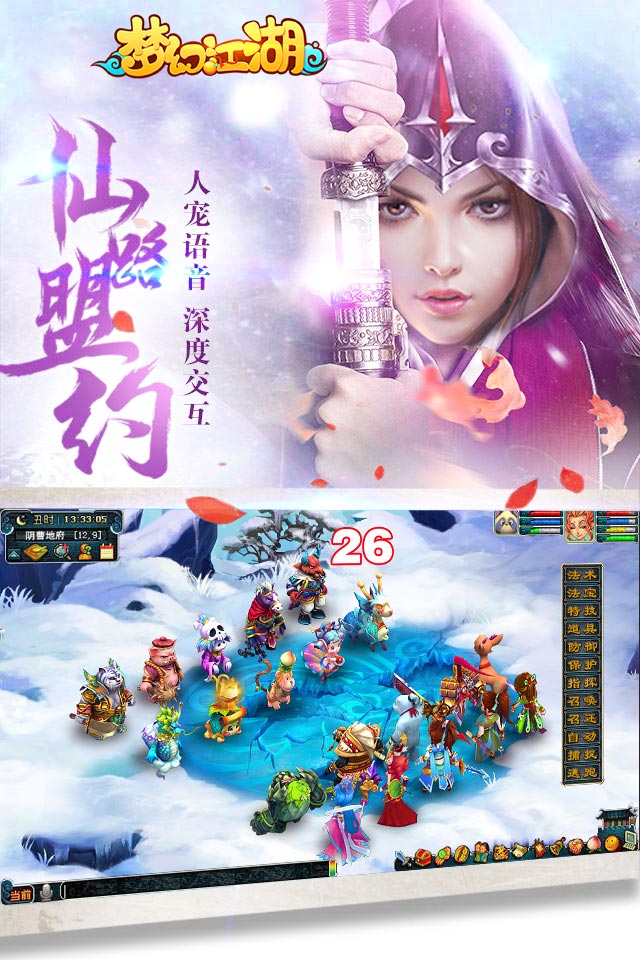 梦幻江湖
仙路盟约
人宠语音 深度交互
丑时 13:33:05
阴曹地府 [12,9]
26
法术
法宝
特技
道具
防御
保护
指挥
召唤
召还
自动
捕捉
逃跑
当前